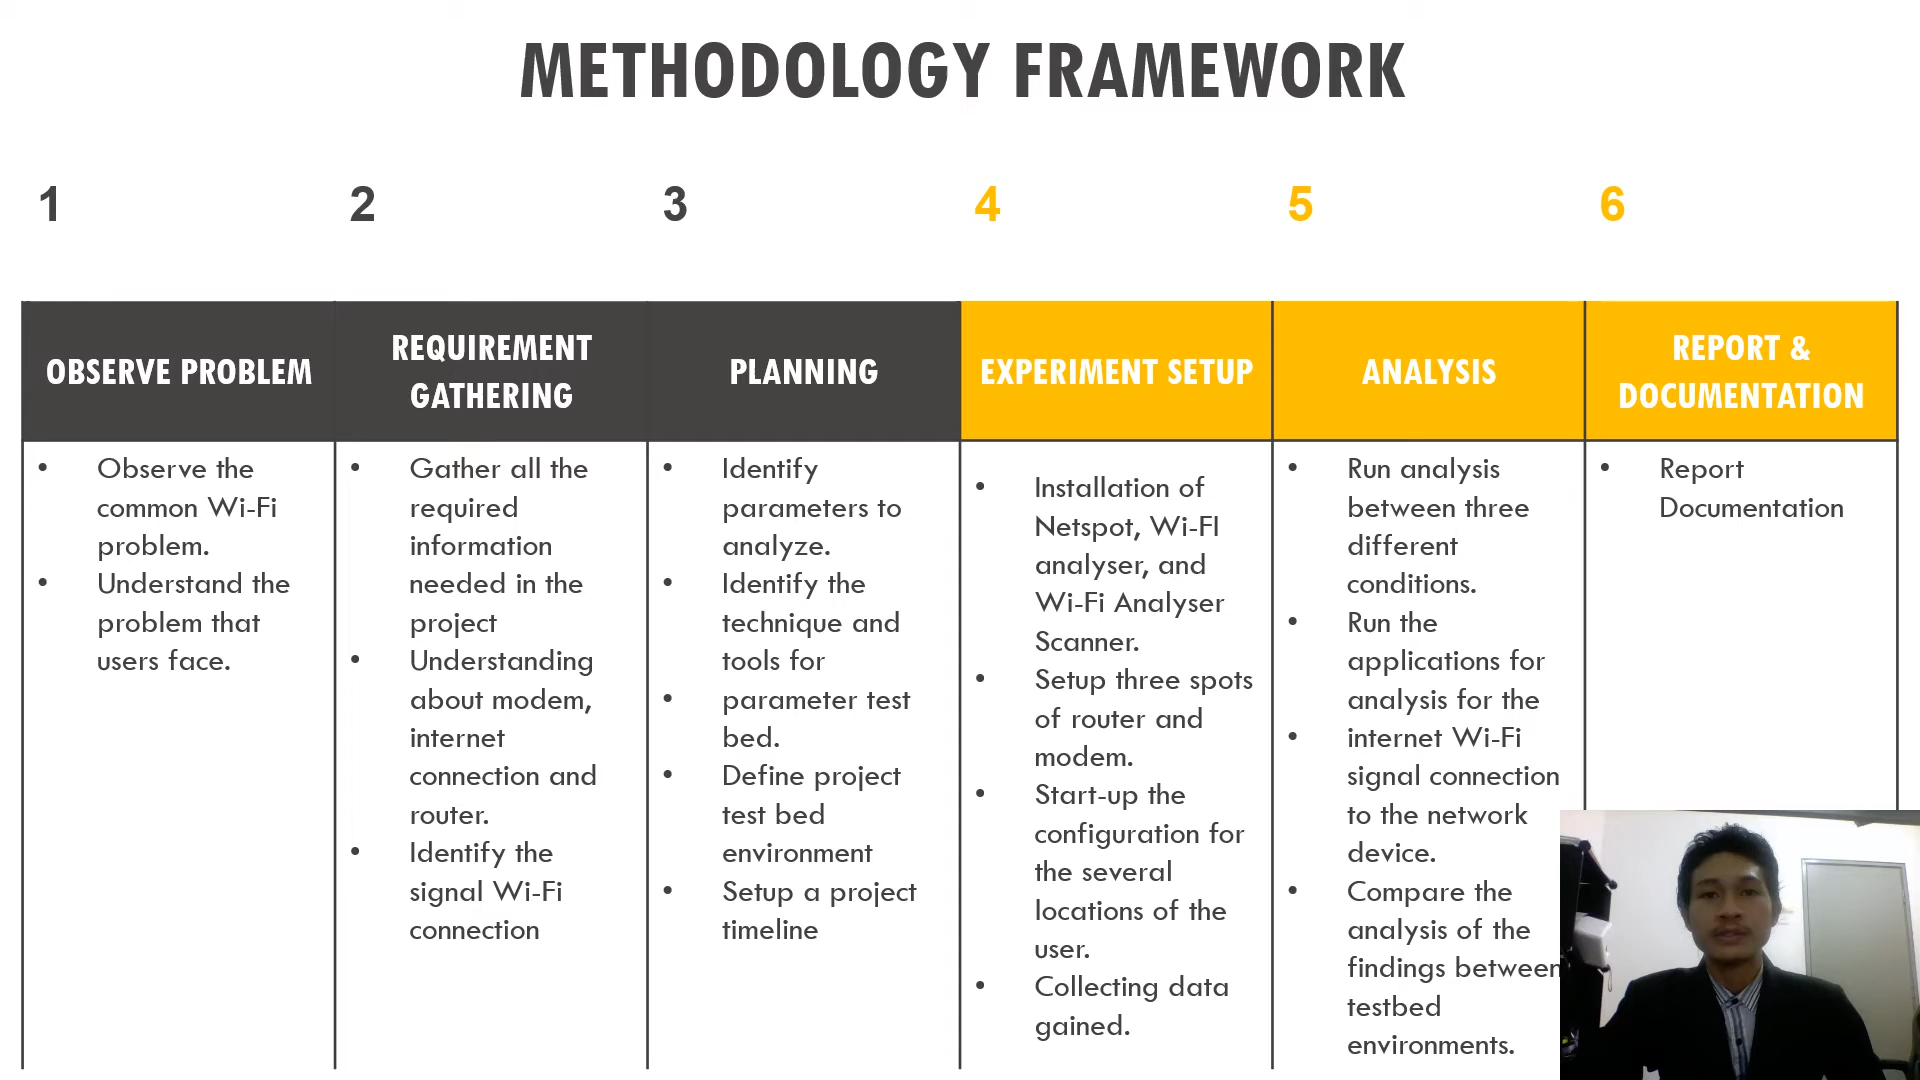 METHODOLOGY FRAMEWORK
1
2
3
4
5
6
OBSERVE PROBLEM
REQUIREMENT
GATHERING
PLANNING
EXPERIMENT SETUP
ANALYSIS
REPORT &
DOCUMENTATION
• Observe the
common Wi-Fi
problem.
• Understand the
problem that
users face.
• Gather all the
required
information
needed in the
project
• Understanding
about modem,
internet
connection and
router.
• Identify the
signal Wi-Fi
connection
• Identify
parameters to
analyze.
• Identify the
technique and
tools for
• parameter test
bed.
• Define project
test bed
environment
• Setup a project
timeline
• Installation of
Netspot, Wi-FI
analyser, and
Wi-Fi Analyser
Scanner.
• Setup three spots
of router and
modem.
• Start-up the
configuration for
the several
locations of the
user.
• Collecting data
gained.
• Run analysis
between three
different
conditions.
• Run the
applications for
analysis for the
• internet Wi-Fi
signal connection
to the network
device.
• Compare the
analysis of the
findings between
testbed
environments.
• Report
Documentation